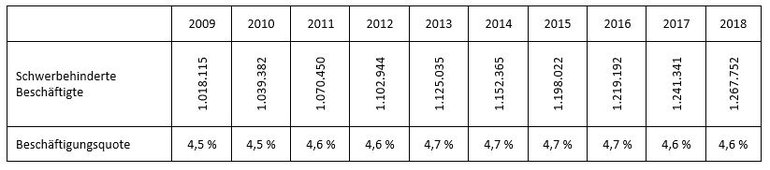 2009 2010 2011 2012 2013 2014 2015 2016 2017 2018
Schwerbehinderte
Beschäftigte
1.018.115 1.039.382 1.070.450 1.102.944 1.125.035 1.152.365 1.198.022 1.219.192 1.241.341 1.267.752
Beschäftigungsquote 4,5 % 4,5 % 4,6 % 4,6 % 4,7 % 4,7 % 4,7 % 4,7 % 4,6 % 4,6 %